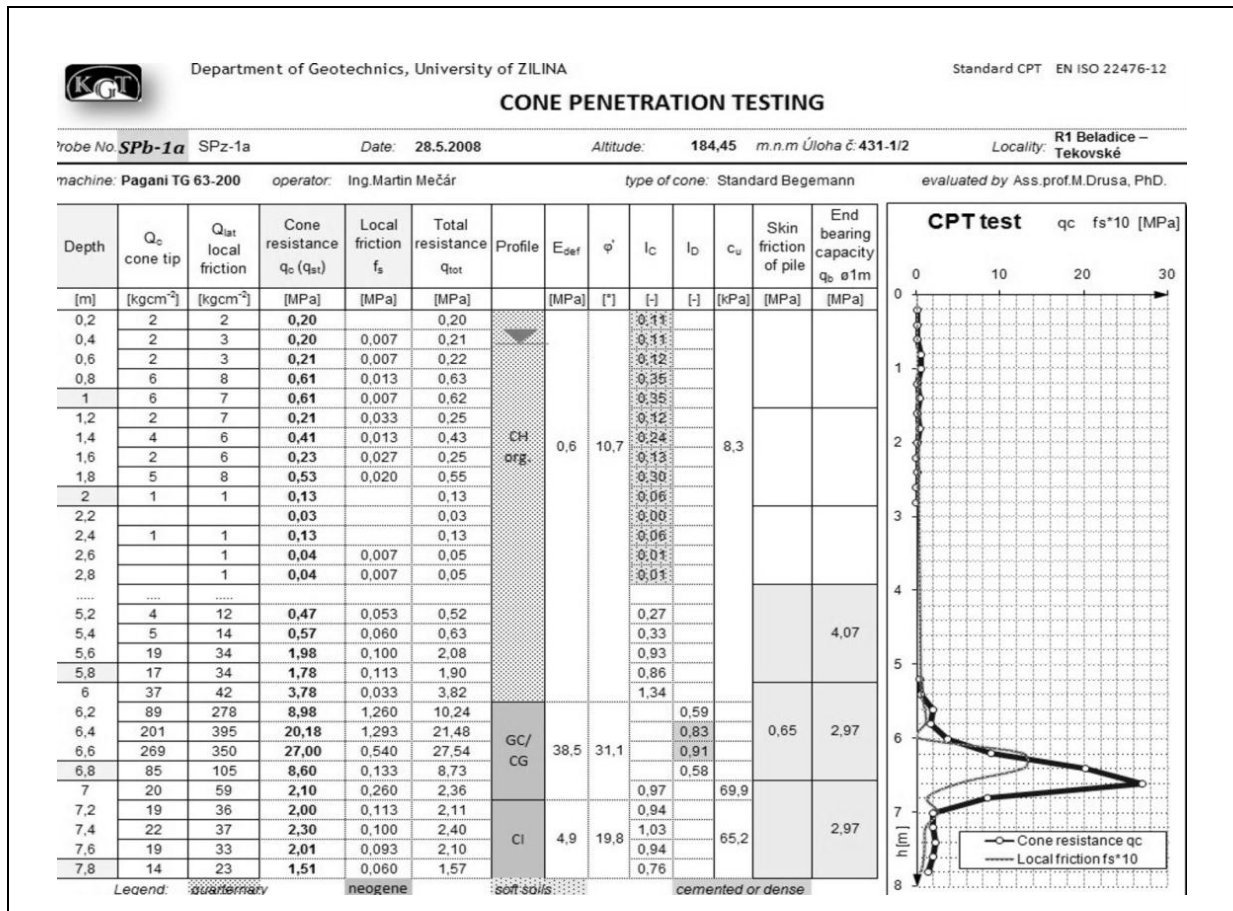 KGT
Department of Geotechnics, University of ZILINA
Standard CPT EN ISO 22476-12
CONE PENETRATION TESTING
Probe No. SPb-1a SPz-1a Date: 28.5.2008 Altitude: 184,45 m.n.m Úloha č: 431-1/2 Locality: R1 Beladice – Tekovské
machine: Pagani TG 63-200 operator: Ing.Martin Mečár type of cone: Standard Begemann evaluated by Ass.prof.M.Drusa, PhD.
Depth Qc cone tip Qlat local friction Cone resistance qc (qst) Local friction fs Total resistance qtot Profile Edef φ' IC ID cu Skin friction of pile End bearing capacity qb ø1m
[m] [kgcm-2] [kgcm-2] [MPa] [MPa] [MPa] [MPa] [°] [-] [-] [kPa] [MPa] [MPa]
0,2 2 2 0,20 0,20 0,11
0,4 2 3 0,20 0,007 0,21 0,11
0,6 2 3 0,21 0,007 0,22 0,12
0,8 6 8 0,61 0,013 0,63 0,35
1 6 7 0,61 0,007 0,62 0,35
1,2 2 7 0,21 0,033 0,25 0,12
1,4 4 6 0,41 0,013 0,43 CH org. 0,6 10,7 0,24 8,3
1,6 2 6 0,23 0,027 0,25 0,13
1,8 5 8 0,53 0,020 0,55 0,30
2 1 1 0,13 0,13 0,06
2,2 0,03 0,03 0,00
2,4 1 1 0,13 0,13 0,06
2,6 1 0,04 0,007 0,05 0,01
2,8 1 0,04 0,007 0,05 0,01
..... .... .....
5,2 4 12 0,47 0,053 0,52 0,27
5,4 5 14 0,57 0,060 0,63 0,33 4,07
5,6 19 34 1,98 0,100 2,08 0,93
5,8 17 34 1,78 0,113 1,90 0,86
6 37 42 3,78 0,033 3,82 1,34
6,2 89 278 8,98 1,260 10,24 0,59
6,4 201 395 20,18 1,293 21,48 GC/ CG 38,5 31,1 0,83 0,65 2,97
6,6 269 350 27,00 0,540 27,54 0,91
6,8 85 105 8,60 0,133 8,73 0,58
7 20 59 2,10 0,260 2,36 0,97 69,9
7,2 19 36 2,00 0,113 2,11 0,94
7,4 22 37 2,30 0,100 2,40 CI 4,9 19,8 1,03 65,2 2,97
7,6 19 33 2,01 0,093 2,10 0,94
7,8 14 23 1,51 0,060 1,57 0,76
Legend: quarternary neogene soft soils cemented or dense
CPT test qc fs*10 [MPa]
0 10 20 30
0
1
2
3
4
5
6
7
8
h [m]
Cone resistance qc
Local friction fs*10